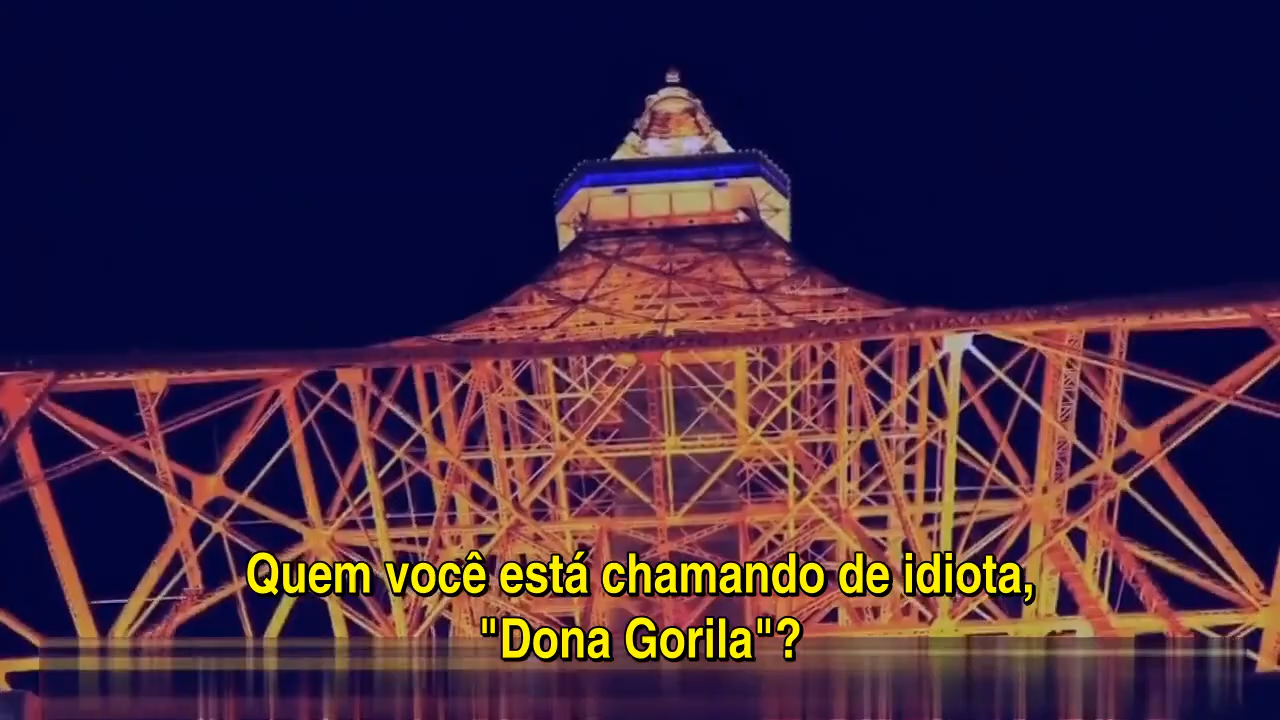 Quem você está chamando de idiota,
"Dona Gorila"?